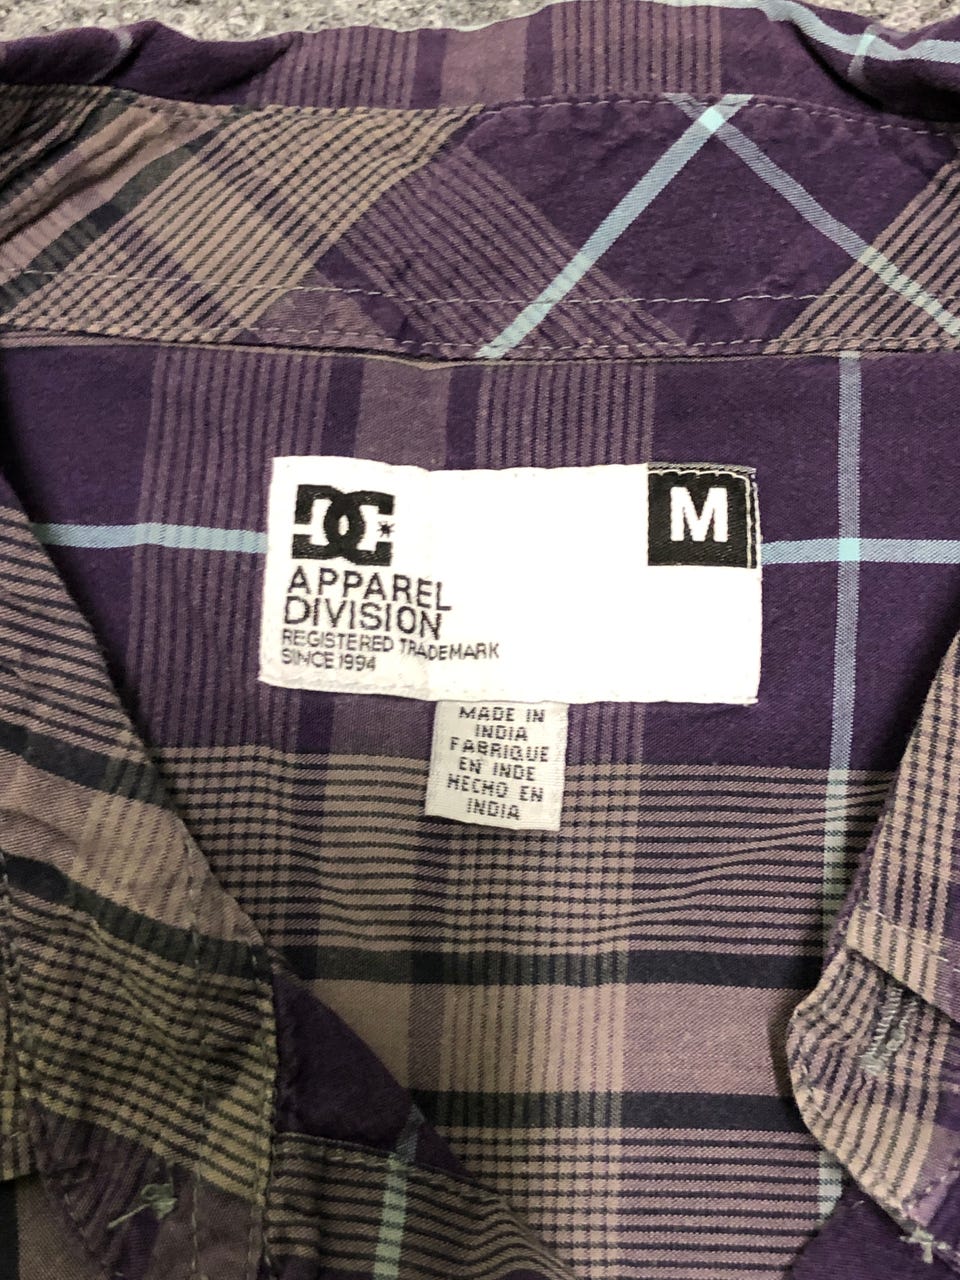 DC
M
APPAREL
DIVISION
REGISTERED TRADEMARK
SINCE 1994
MADE IN
INDIA
FABRIQUE
EN INDE
HECHO EN
INDIA